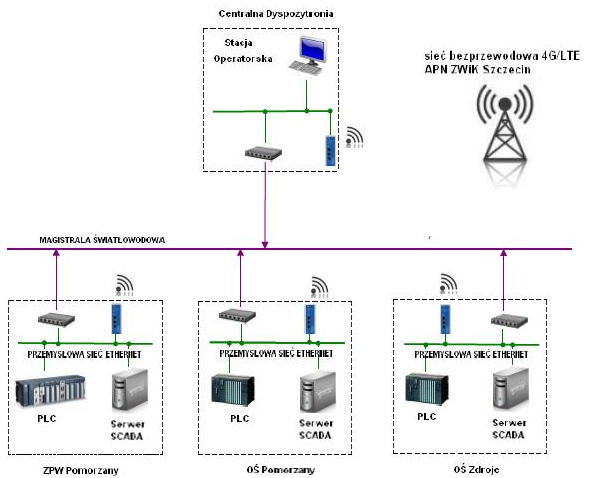 Centralna Dyspozytronia
Stacja
Operatorska
sieć bezprzewodowa 4G/LTE
APN ZWiK Szczecin
MAGISTRALA ŚWIATŁOWODOWA
PRZEMYSŁOWA SIEĆ ETHERNET
PLC
Serwer
SCADA
ZPW Pomorzany
PRZEMYSŁOWA SIEĆ ETHERNET
PLC
Serwer
SCADA
OŚ Pomorzany
PRZEMYSŁOWA SIEĆ ETHERNET
PLC
Serwer
SCADA
OŚ Zdroje